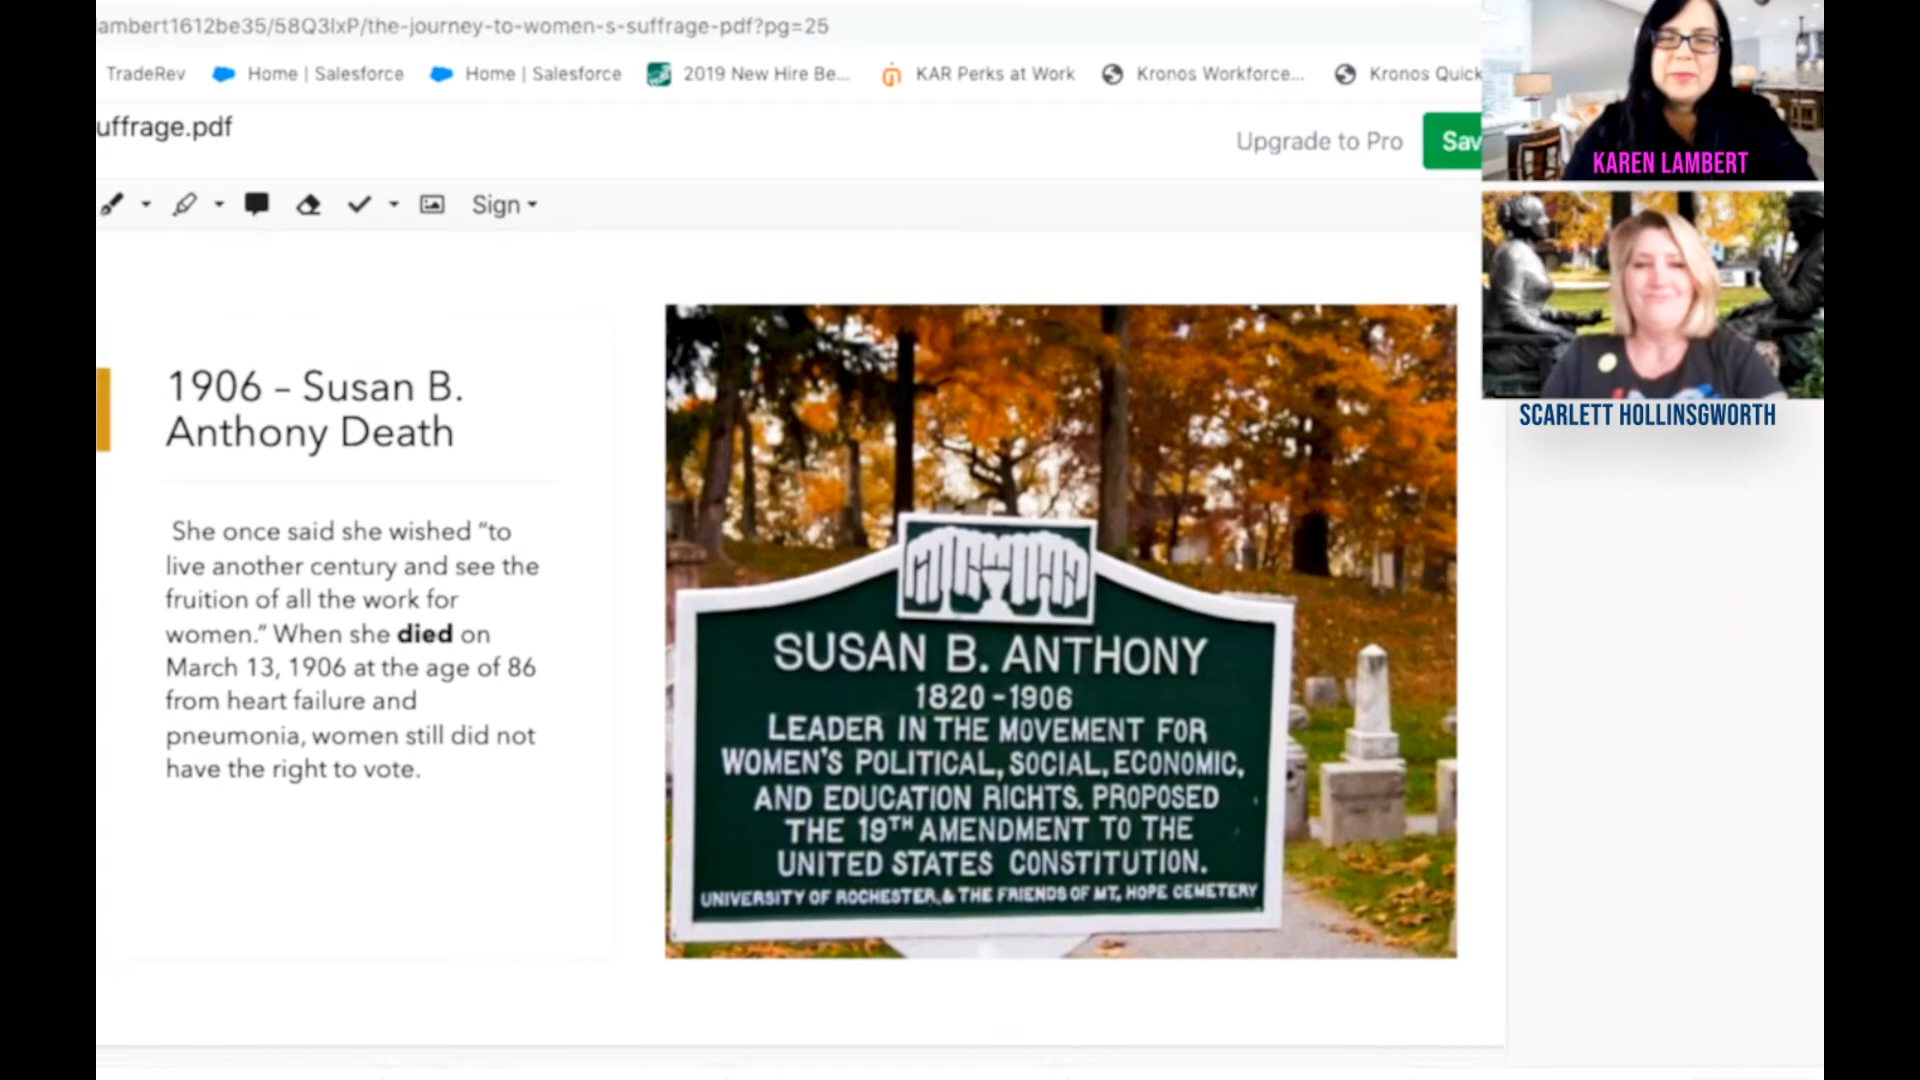 ambert1612be35/58Q3lxP/the-journey-to-women-s-suffrage-pdf?pg=25
TradeRev Home | Salesforce Home | Salesforce 2019 New Hire Be... KAR Perks at Work Kronos Workforce... Kronos Quick
uffrage.pdf
Upgrade to Pro Sav
Sign
KAREN LAMBERT
SCARLETT HOLLINSGWORTH
1906 – Susan B.
Anthony Death
She once said she wished “to
live another century and see the
fruition of all the work for
women.” When she died on
March 13, 1906 at the age of 86
from heart failure and
pneumonia, women still did not
have the right to vote.
SUSAN B. ANTHONY
1820-1906
LEADER IN THE MOVEMENT FOR
WOMEN'S POLITICAL, SOCIAL, ECONOMIC,
AND EDUCATION RIGHTS. PROPOSED
THE 19TH AMENDMENT TO THE
UNITED STATES CONSTITUTION.
UNIVERSITY OF ROCHESTER, & THE FRIENDS OF MT. HOPE CEMETERY